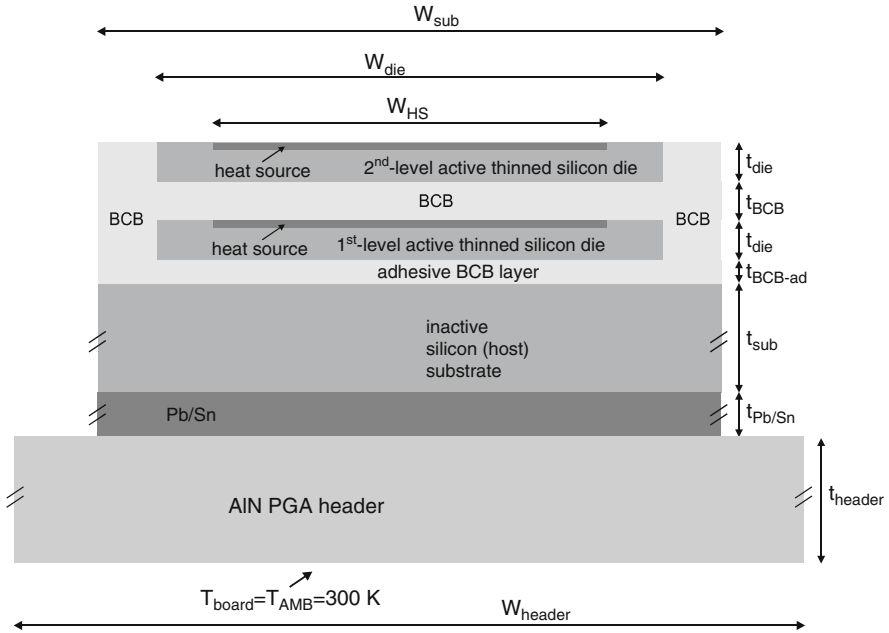 W_sub
W_die
W_HS
heat source
2nd-level active thinned silicon die
t_die
BCB
t_BCB
BCB
BCB
heat source
1st-level active thinned silicon die
t_die
adhesive BCB layer
t_BCB-ad
inactive
silicon (host)
substrate
t_sub
Pb/Sn
t_Pb/Sn
AlN PGA header
t_header
T_board=T_AMB=300 K
W_header